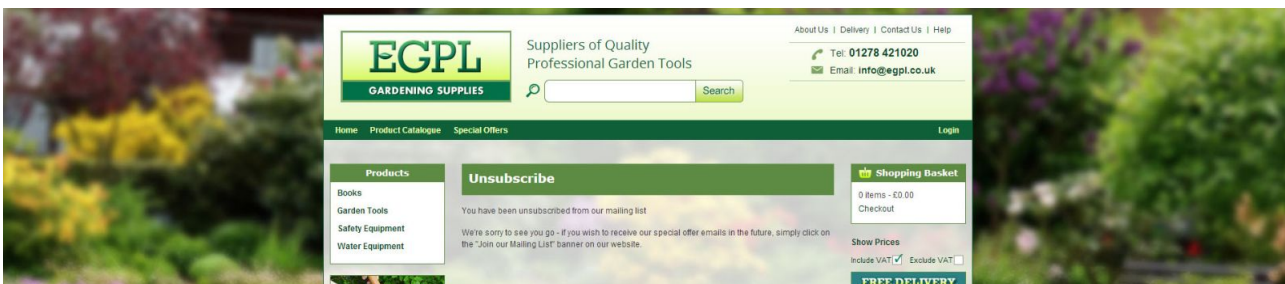 EGPL
GARDENING SUPPLIES
Suppliers of Quality
Professional Garden Tools
Search
About Us | Delivery | Contact Us | Help
Tel: 01278 421020
Email: info@egpl.co.uk
Home Product Catalogue Special Offers Login
Products
Books
Garden Tools
Safety Equipment
Water Equipment
Unsubscribe
You have been unsubscribed from our mailing list
We're sorry to see you go - if you wish to receive our special offer emails in the future, simply click on
the "Join our Mailing List" banner on our website.
Shopping Basket
0 items - £0.00
Checkout
Show Prices
Include VAT Exclude VAT
FREE DELIVERY